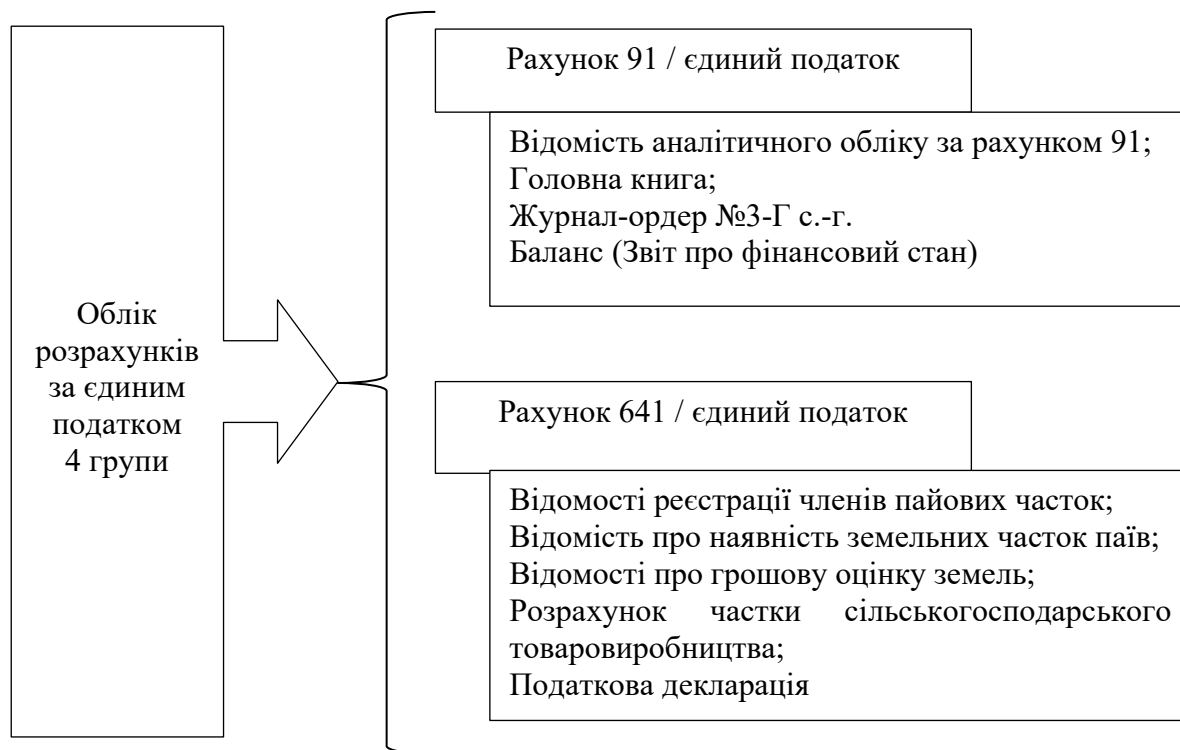 Облік
розрахунків
за єдиним
податком
4 групи
Рахунок 91 / єдиний податок
Відомість аналітичного обліку за рахунком 91;
Головна книга;
Журнал-ордер №3-Г с.-г.
Баланс (Звіт про фінансовий стан)
Рахунок 641 / єдиний податок
Відомості реєстрації членів пайових часток;
Відомість про наявність земельних часток паїв;
Відомості про грошову оцінку земель;
Розрахунок частки сільськогосподарського
товаровиробництва;
Податкова декларація